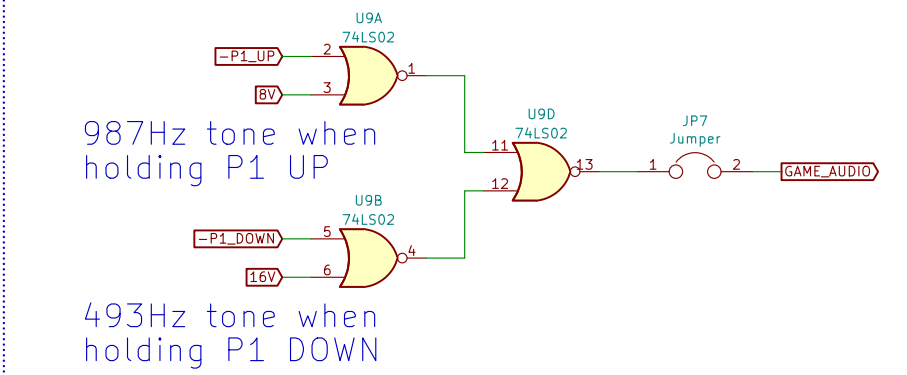 U9A
74LS02
-P1_UP
2
1
8V
3
987Hz tone when
holding P1 UP
U9D
74LS02
11
13
12
JP7
Jumper
1
2
GAME_AUDIO
U9B
74LS02
-P1_DOWN
5
4
16V
6
493Hz tone when
holding P1 DOWN